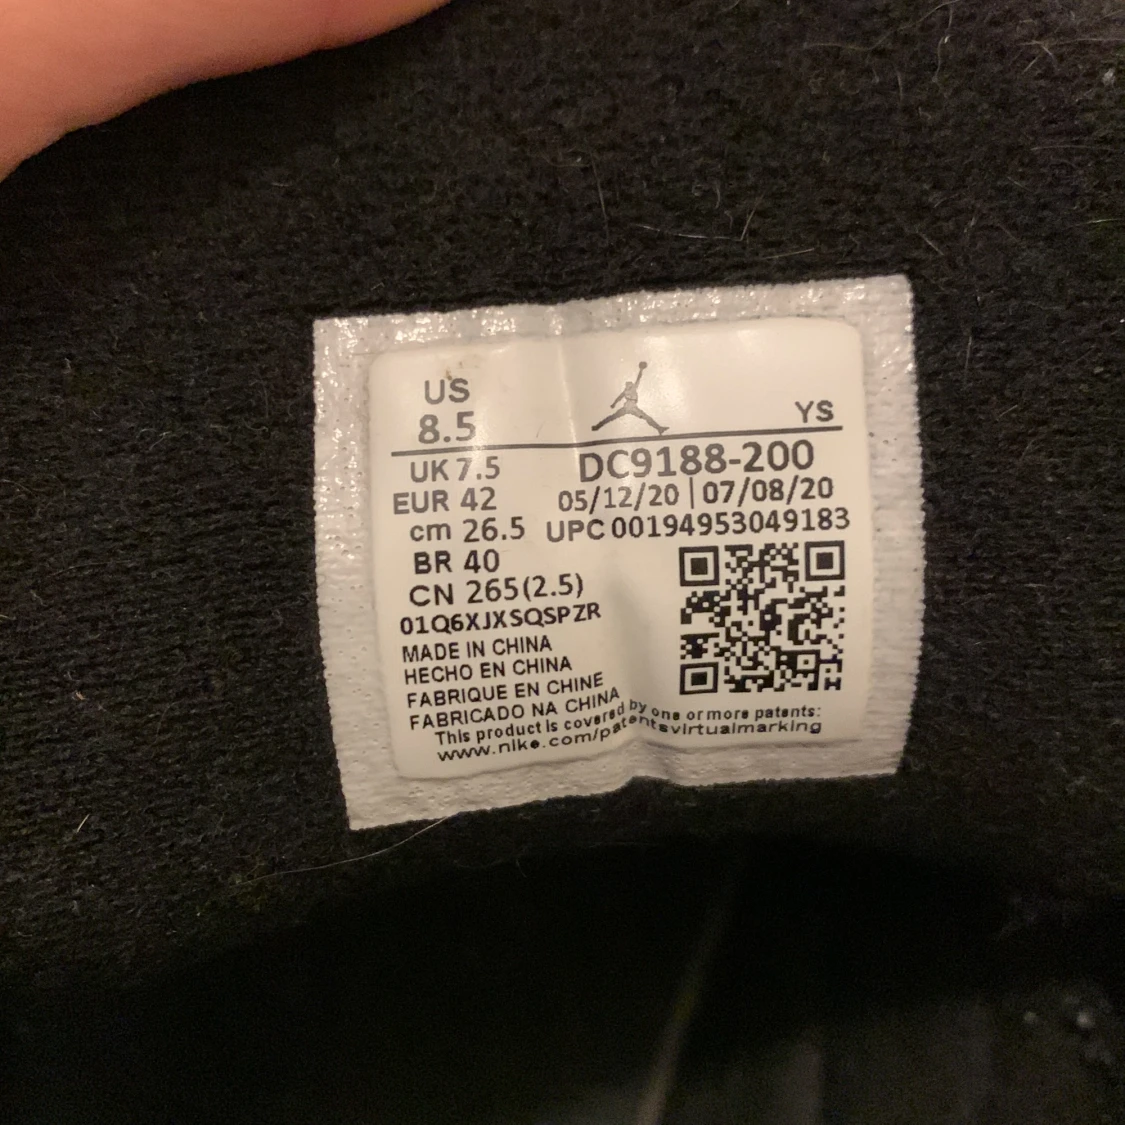 US
8.5
YS
UK 7.5
DC9188-200
EUR 42
05/12/20 | 07/08/20
cm 26.5
UPC 00194953049183
BR 40
CN 265(2.5)
01Q6XJXSQSPZR
MADE IN CHINA
HECHO EN CHINA
FABRIQUE EN CHINE
FABRICADO NA CHINA
This product is covered by one or more patents:
www.nike.com/patentsvirtualmarking